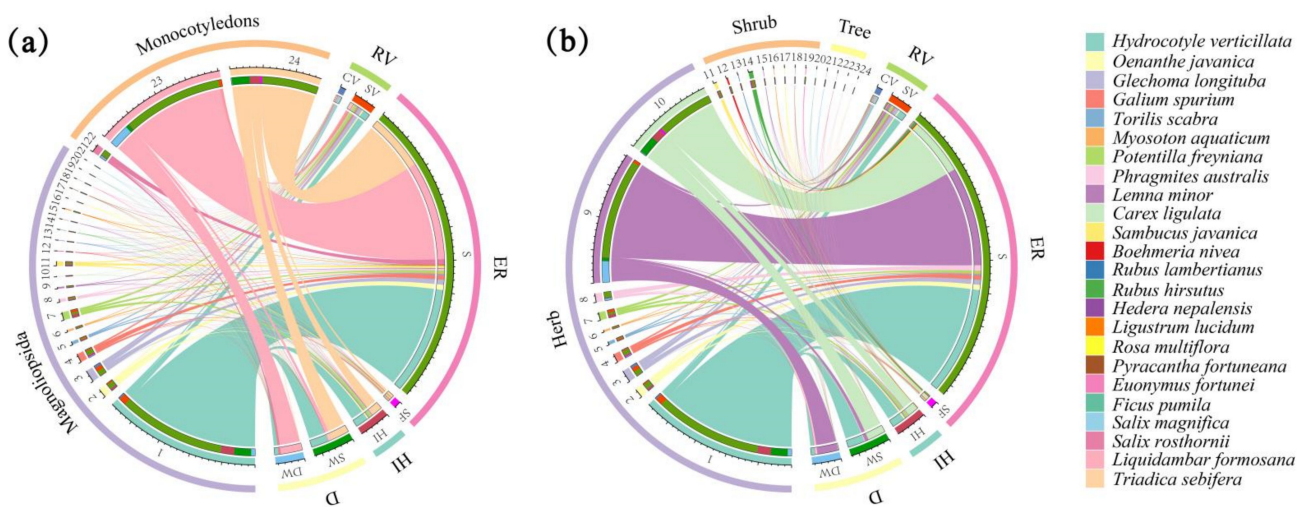 (a)
Monocotyledons
RV
ER
HI
D
Magnoliopsida
23
24
CV
SV
S
SF
HI
SW
DW
1
2
3
4
5
6
7
8
9
10
11
12
13
14
15
16
17
18
19
20
21
22
(b)
Shrub
Tree
RV
ER
HI
D
Herb
10
11
12
13
14
15
16
17
18
19
20
21
22
23
24
CV
SV
S
SF
HI
SW
DW
1
2
3
4
5
6
7
8
9
Hydrocotyle verticillata
Oenanthe javanica
Glechoma longituba
Galium spurium
Torilis scabra
Myosoton aquaticum
Potentilla freyniana
Phragmites australis
Lemna minor
Carex ligulata
Sambucus javanica
Boehmeria nivea
Rubus lambertianus
Rubus hirsutus
Hedera nepalensis
Ligustrum lucidum
Rosa multiflora
Pyracantha fortuneana
Euonymus fortunei
Ficus pumila
Salix magnifica
Salix rosthornii
Liquidambar formosana
Triadica sebifera